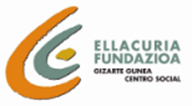 ELLACURIA
FUNDAZIOA
GIZARTE GUNEA
CENTRO SOCIAL